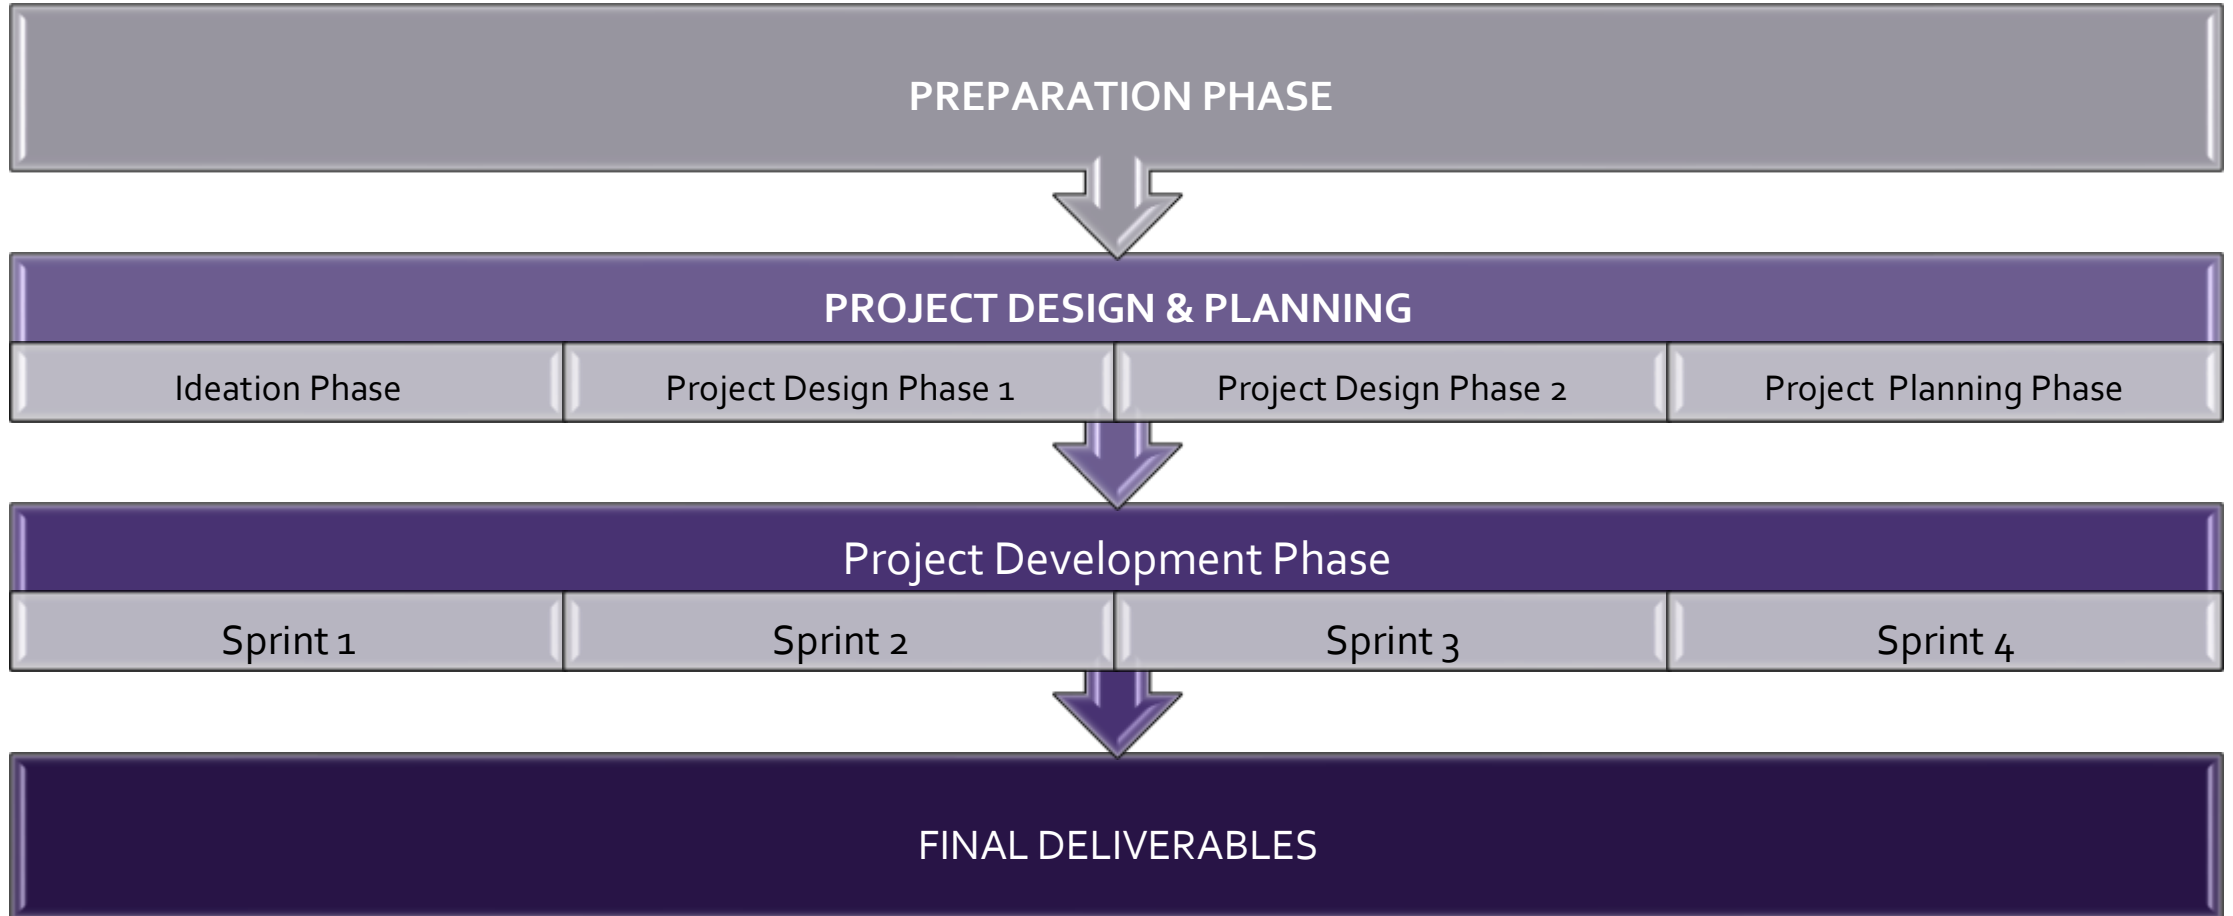 PREPARATION PHASE
PROJECT DESIGN & PLANNING
Ideation Phase
Project Design Phase 1
Project Design Phase 2
Project  Planning Phase
Project Development Phase
Sprint 1
Sprint 2
Sprint 3
Sprint 4
FINAL DELIVERABLES